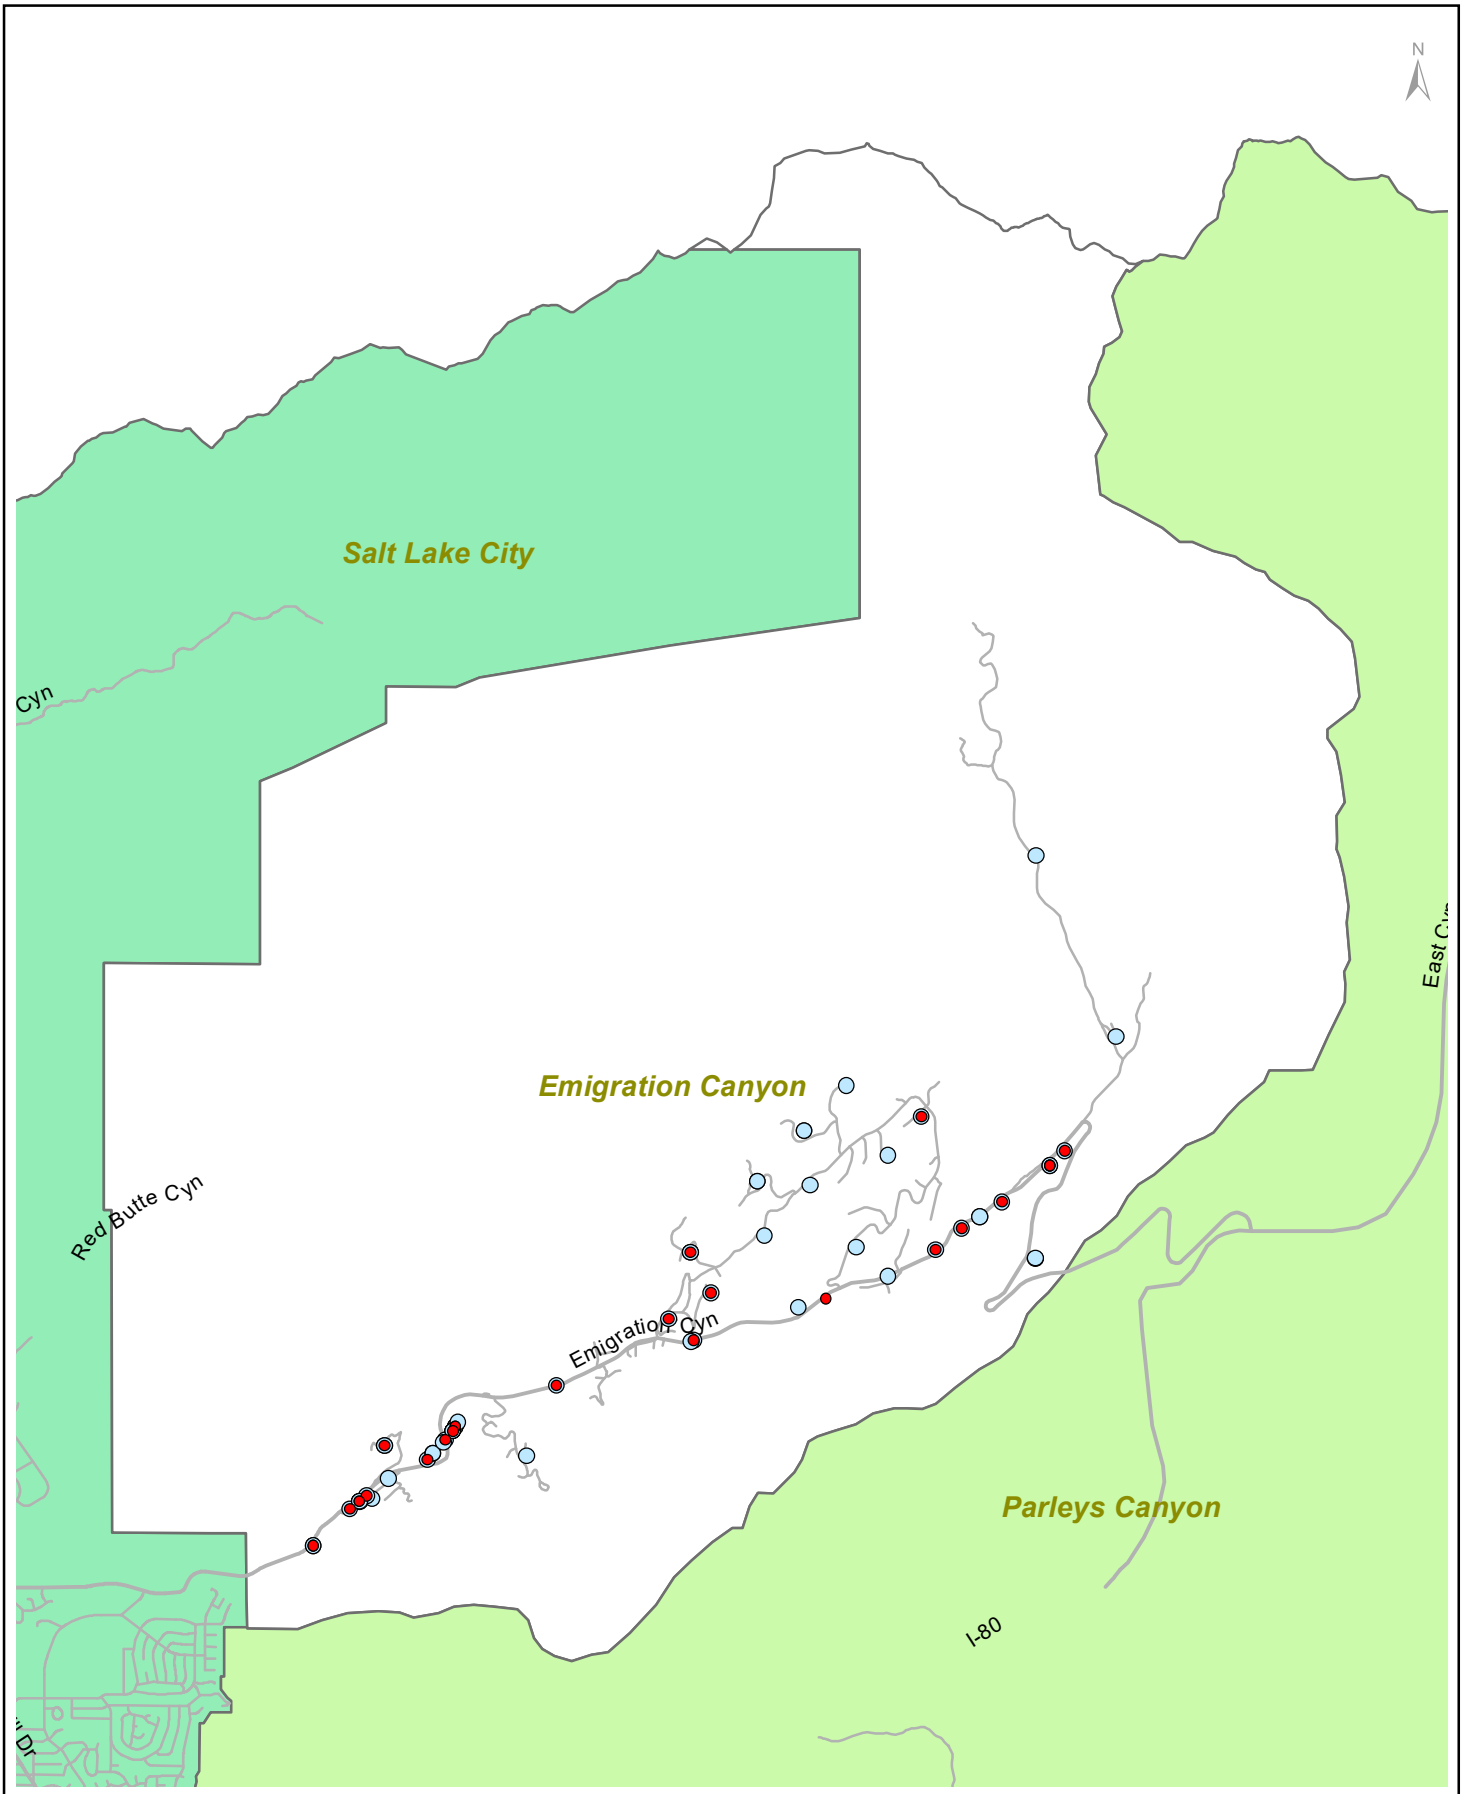 N
Salt Lake City
Cyn
East Cyn
Emigration Canyon
Red Butte Cyn
Emigration Cyn
Parleys Canyon
I-80
Dr